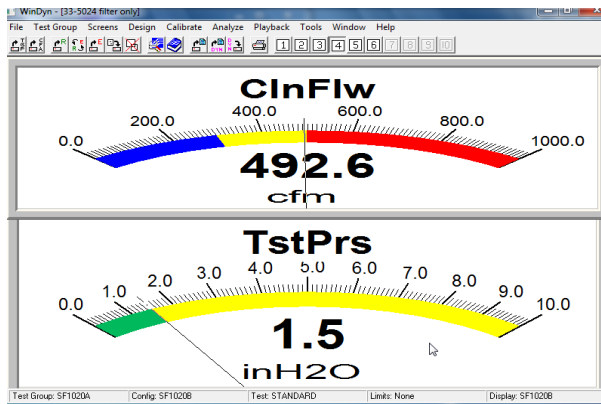 WinDyn - [33-5024 filter only]
File Test Group Screens Design Calibrate Analyze Playback Tools Window Help
1 2 3 4 5 6 7 8 9 10
ClnFlw
0.0 200.0 400.0 600.0 800.0 1000.0
492.6
cfm
TstPrs
0.0 1.0 2.0 3.0 4.0 5.0 6.0 7.0 8.0 9.0 10.0
1.5
inH2O
Test Group: SF1020A Config: SF1020B Test: STANDARD Limits: None Display: SF1020B